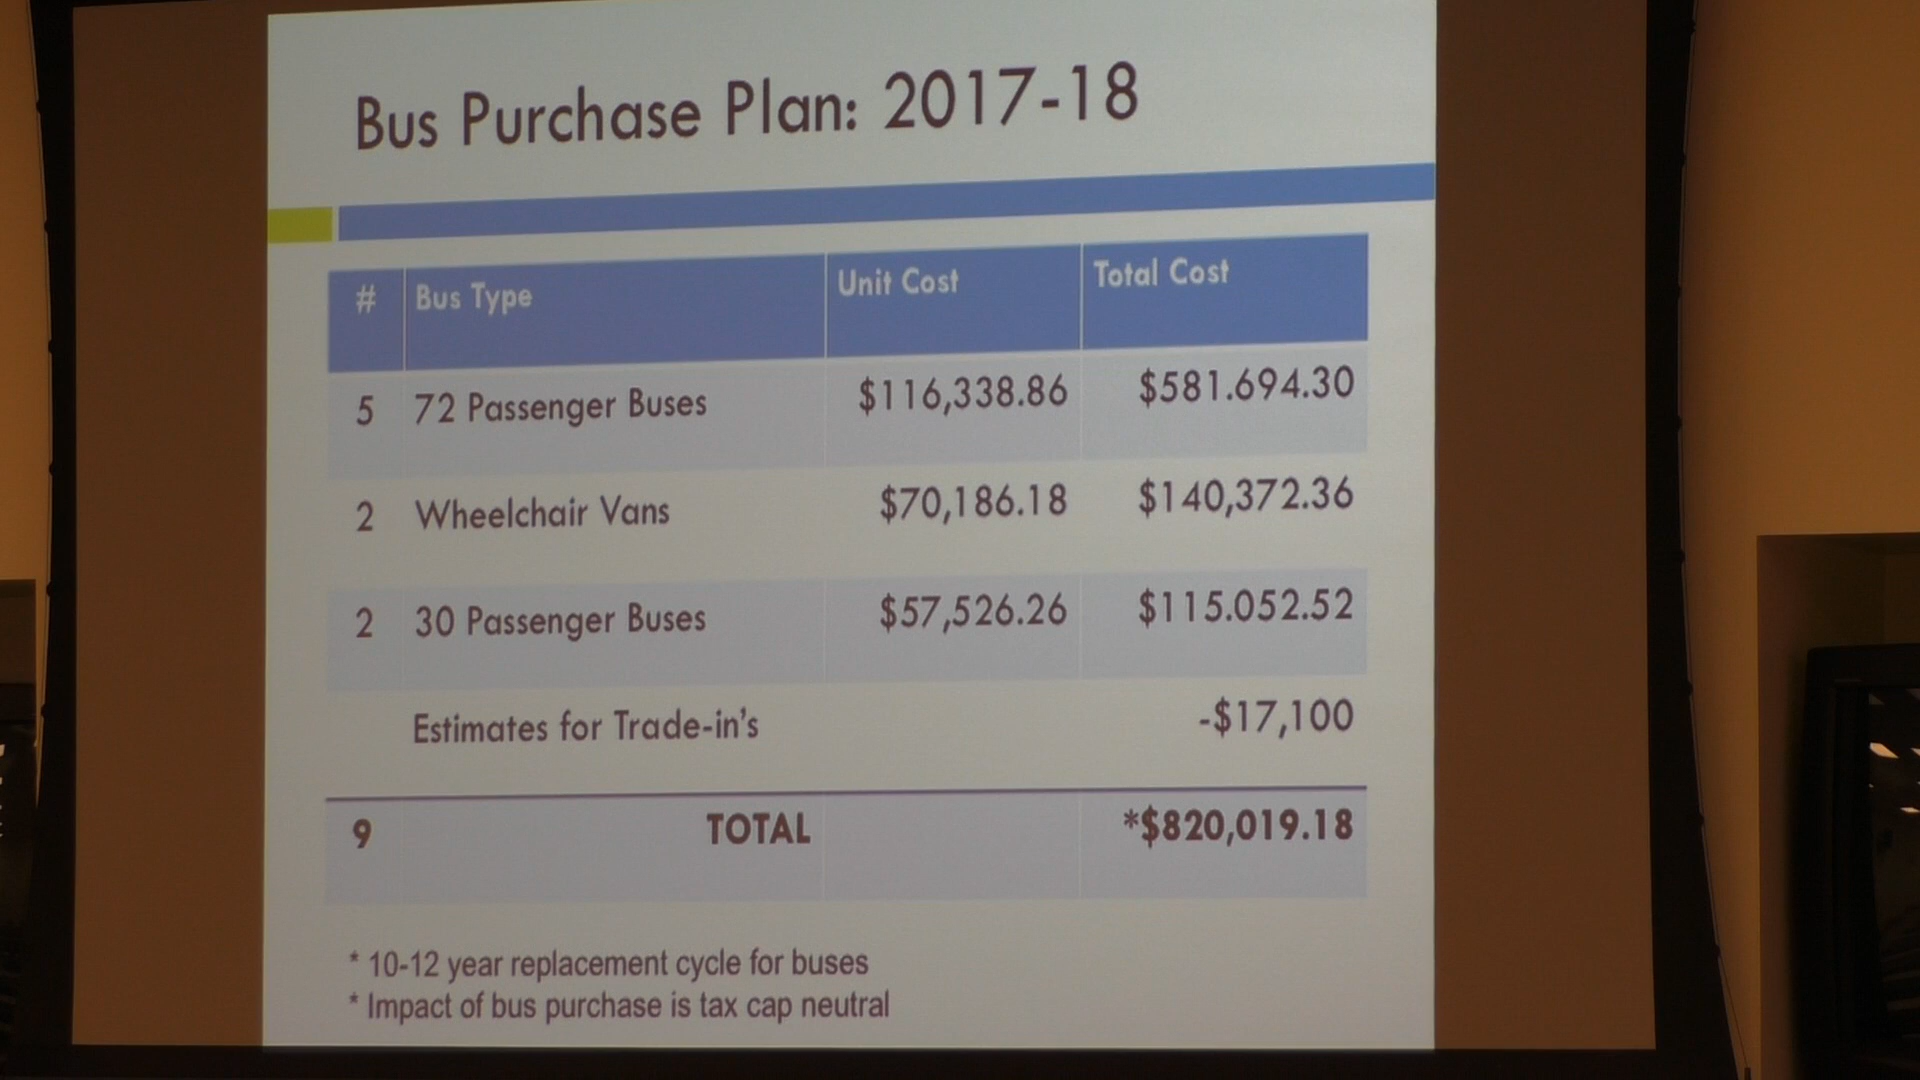 Bus Purchase Plan: 2017-18
# Bus Type Unit Cost Total Cost
5 72 Passenger Buses $116,338.86 $581.694.30
2 Wheelchair Vans $70,186.18 $140,372.36
2 30 Passenger Buses $57,526.26 $115.052.52
Estimates for Trade-in's -$17,100
9 TOTAL *$820,019.18
* 10-12 year replacement cycle for buses
* Impact of bus purchase is tax cap neutral